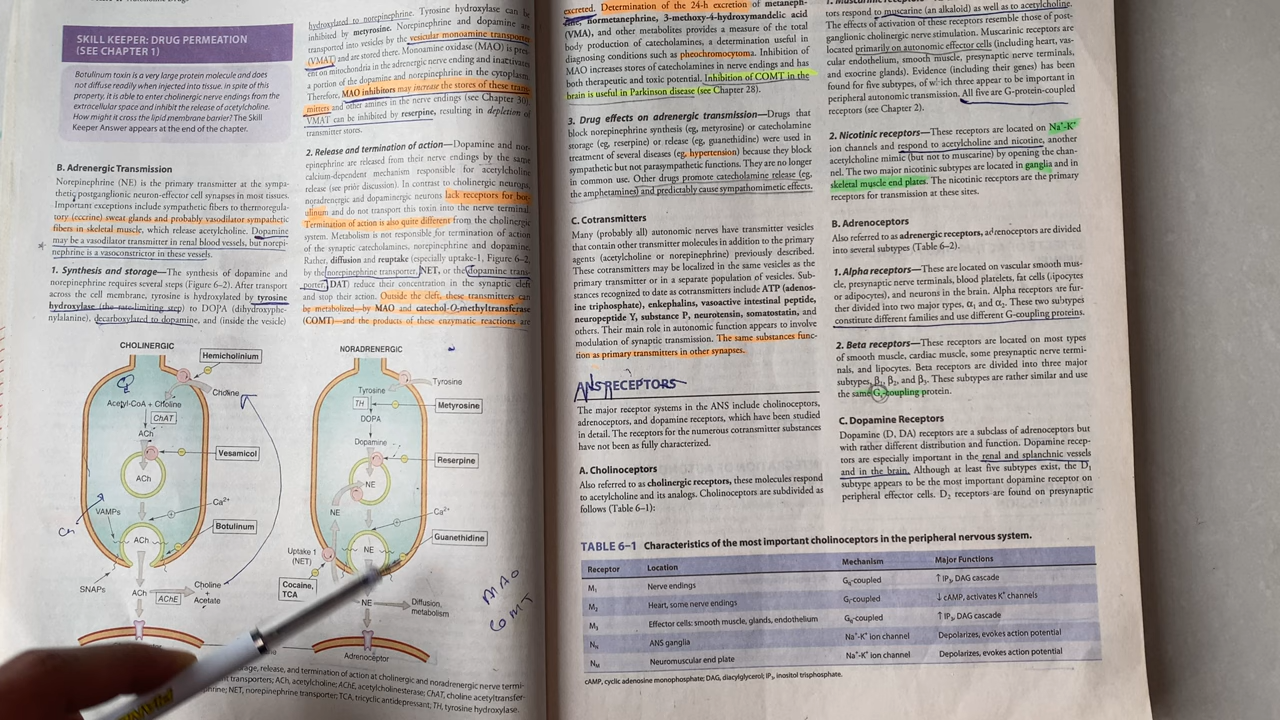 SKILL KEEPER: DRUG PERMEATION
(SEE CHAPTER 1)
Botulinum toxin is a very large protein molecule and does
not diffuse readily when injected into tissue. In spite of this
property, it is able to enter cholinergic nerve endings from the
extracellular space and inhibit the release of acetylcholine.
How might it cross the lipid membrane barrier? The Skill
Keeper Answer appears at the end of the chapter.
B. Adrenergic Transmission
Norepinephrine (NE) is the primary transmitter at the sympa-
thetic postganglionic neuron-effector cell synapses in most tissues.
Important exceptions include sympathetic fibers to thermoregula-
tory (eccrine) sweat glands and probably vasodilator sympathetic
fibers in skeletal muscle, which release acetylcholine. Dopamine
may be a vasodilator transmitter in renal blood vessels, but norepi-
nephrine is a vasoconstrictor in these vessels.
1. Synthesis and storage—The synthesis of dopamine and
norepinephrine requires several steps (Figure 6–2). After transport
across the cell membrane, tyrosine is hydroxylated by tyrosine
hydroxylase (the rate-limiting step) to DOPA (dihydroxyphe-
nylalanine), decarboxylated to dopamine, and (inside the vesicle)
hydroxylated to norepinephrine. Tyrosine hydroxylase can be
inhibited by metyrosine. Norepinephrine and dopamine are
transported into vesicles by the vesicular monoamine transporter
(VMAT) and are stored there. Monoamine oxidase (MAO) is pres-
ent on mitochondria in the adrenergic nerve ending and inactivates
a portion of the dopamine and norepinephrine in the cytoplasm.
Therefore, MAO inhibitors may increase the stores of these trans-
mitters and other amines in the nerve endings (see Chapter 30).
VMAT can be inhibited by reserpine, resulting in depletion of
transmitter stores.
2. Release and termination of action—Dopamine and nor-
epinephrine are released from their nerve endings by the same
calcium-dependent mechanism responsible for acetylcholine
release (see prior discussion). In contrast to cholinergic neurons,
noradrenergic and dopaminergic neurons lack receptors for bot-
ulinum and do not transport this toxin into the nerve terminal.
Termination of action is also quite different from the cholinergic
system. Metabolism is not responsible for termination of action
of the synaptic catecholamines, norepinephrine and dopamine.
Rather, diffusion and reuptake (especially uptake-1, Figure 6–2,
by the norepinephrine transporter, NET, or the dopamine trans-
porter, DAT) reduce their concentration in the synaptic cleft
and stop their action. Outside the cleft, these transmitters can
be metabolized—by MAO and catechol-O-methyltransferase
(COMT)—and the products of these enzymatic reactions are
CHOLINERGIC
Hemicholinium
Choline
Acetyl-CoA + Choline
ChAT
ACh
Vesamicol
ACh
Ca2+
VAMPs
Botulinum
ACh
SNAPs
ACh
AChE
Choline
+
Acetate
NORADRENERGIC
Tyrosine
Tyrosine
TH
Metyrosine
DOPA
Dopamine
Reserpine
NE
NE
Ca2+
Guanethidine
Uptake 1
(NET)
NE
Cocaine,
TCA
NE
Diffusion,
metabolism
Adrenoceptor
MAO
COMT
age, release, and termination of action at cholinergic and noradrenergic nerve termi-
t transporters; ACh, acetylcholine; AChE, acetylcholinesterase; ChAT, choline acetyltransfer-
phrine; NET, norepinephrine transporter; TCA, tricyclic antidepressant; TH, tyrosine hydroxylase.
excreted. Determination of the 24-h excretion of metaneph-
rine, normetanephrine, 3-methoxy-4-hydroxymandelic acid
(VMA), and other metabolites provides a measure of the total
body production of catecholamines, a determination useful in
diagnosing conditions such as pheochromocytoma. Inhibition of
MAO increases stores of catecholamines in nerve endings and has
both therapeutic and toxic potential. Inhibition of COMT in the
brain is useful in Parkinson disease (see Chapter 28).
3. Drug effects on adrenergic transmission—Drugs that
block norepinephrine synthesis (eg, metyrosine) or catecholamine
storage (eg, reserpine) or release (eg, guanethidine) were used in
treatment of several diseases (eg, hypertension) because they block
sympathetic but not parasympathetic functions. They are no longer
in common use. Other drugs promote catecholamine release (eg,
the amphetamines) and predictably cause sympathomimetic effects.
C. Cotransmitters
Many (probably all) autonomic nerves have transmitter vesicles
that contain other transmitter molecules in addition to the primary
agents (acetylcholine or norepinephrine) previously described.
These cotransmitters may be localized in the same vesicles as the
primary transmitter or in a separate population of vesicles. Sub-
stances recognized to date as cotransmitters include ATP (adenos-
ine triphosphate), enkephalins, vasoactive intestinal peptide,
neuropeptide Y, substance P, neurotensin, somatostatin, and
others. Their main role in autonomic function appears to involve
modulation of synaptic transmission. The same substances func-
tion as primary transmitters in other synapses.
ANS RECEPTORS
The major receptor systems in the ANS include cholinoceptors,
adrenoceptors, and dopamine receptors, which have been studied
in detail. The receptors for the numerous cotransmitter substances
have not been as fully characterized.
A. Cholinoceptors
Also referred to as cholinergic receptors, these molecules respond
to acetylcholine and its analogs. Cholinoceptors are subdivided as
follows (Table 6–1):
tors respond to muscarine (an alkaloid) as well as to acetylcholine.
The effects of activation of these receptors resemble those of post-
ganglionic cholinergic nerve stimulation. Muscarinic receptors are
located primarily on autonomic effector cells (including heart, vas-
cular endothelium, smooth muscle, presynaptic nerve terminals,
and exocrine glands). Evidence (including their genes) has been
found for five subtypes, of which three appear to be important in
peripheral autonomic transmission. All five are G-protein-coupled
receptors (see Chapter 2).
2. Nicotinic receptors—These receptors are located on Na+-K+
ion channels and respond to acetylcholine and nicotine, another
acetylcholine mimic (but not to muscarine) by opening the chan-
nel. The two major nicotinic subtypes are located in ganglia and in
skeletal muscle end plates. The nicotinic receptors are the primary
receptors for transmission at these sites.
B. Adrenoceptors
Also referred to as adrenergic receptors, adrenoceptors are divided
into several subtypes (Table 6–2).
1. Alpha receptors—These are located on vascular smooth mus-
cle, presynaptic nerve terminals, blood platelets, fat cells (lipocytes
or adipocytes), and neurons in the brain. Alpha receptors are fur-
ther divided into two major types, α1 and α2. These two subtypes
constitute different families and use different G-coupling proteins.
2. Beta receptors—These receptors are located on most types
of smooth muscle, cardiac muscle, some presynaptic nerve termi-
nals, and lipocytes. Beta receptors are divided into three major
subtypes, β1, β2, and β3. These subtypes are rather similar and use
the same Gs-coupling protein.
C. Dopamine Receptors
Dopamine (D, DA) receptors are a subclass of adrenoceptors but
with rather different distribution and function. Dopamine recep-
tors are especially important in the renal and splanchnic vessels
and in the brain. Although at least five subtypes exist, the D1
subtype appears to be the most important dopamine receptor on
peripheral effector cells. D2 receptors are found on presynaptic
TABLE 6–1 Characteristics of the most important cholinoceptors in the peripheral nervous system.
Receptor Location Mechanism Major Functions
M1 Nerve endings Gq-coupled ↑ IP3, DAG cascade
M2 Heart, some nerve endings Gi-coupled ↓ cAMP, activates K+ channels
M3 Effector cells: smooth muscle, glands, endothelium Gq-coupled ↑ IP3, DAG cascade
NN ANS ganglia Na+-K+ ion channel Depolarizes, evokes action potential
NM Neuromuscular end plate Na+-K+ ion channel Depolarizes, evokes action potential
cAMP, cyclic adenosine monophosphate; DAG, diacylglycerol; IP3, inositol trisphosphate.